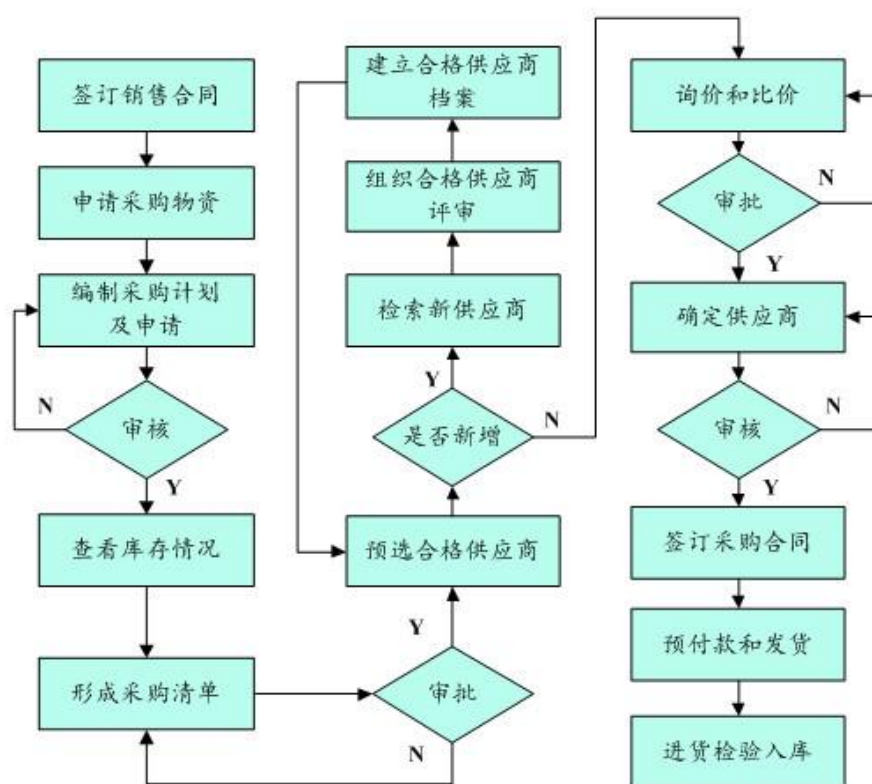 签订销售合同
申请采购物资
编制采购计划
及申请
N
审核
Y
查看库存情况
形成采购清单
建立合格供应商
档案
组织合格供应商
评审
检索新供应商
Y
是否新增
N
预选合格供应商
Y
审批
N
询价和比价
审批
N
Y
确定供应商
审核
N
Y
签订采购合同
预付款和发货
进货检验入库